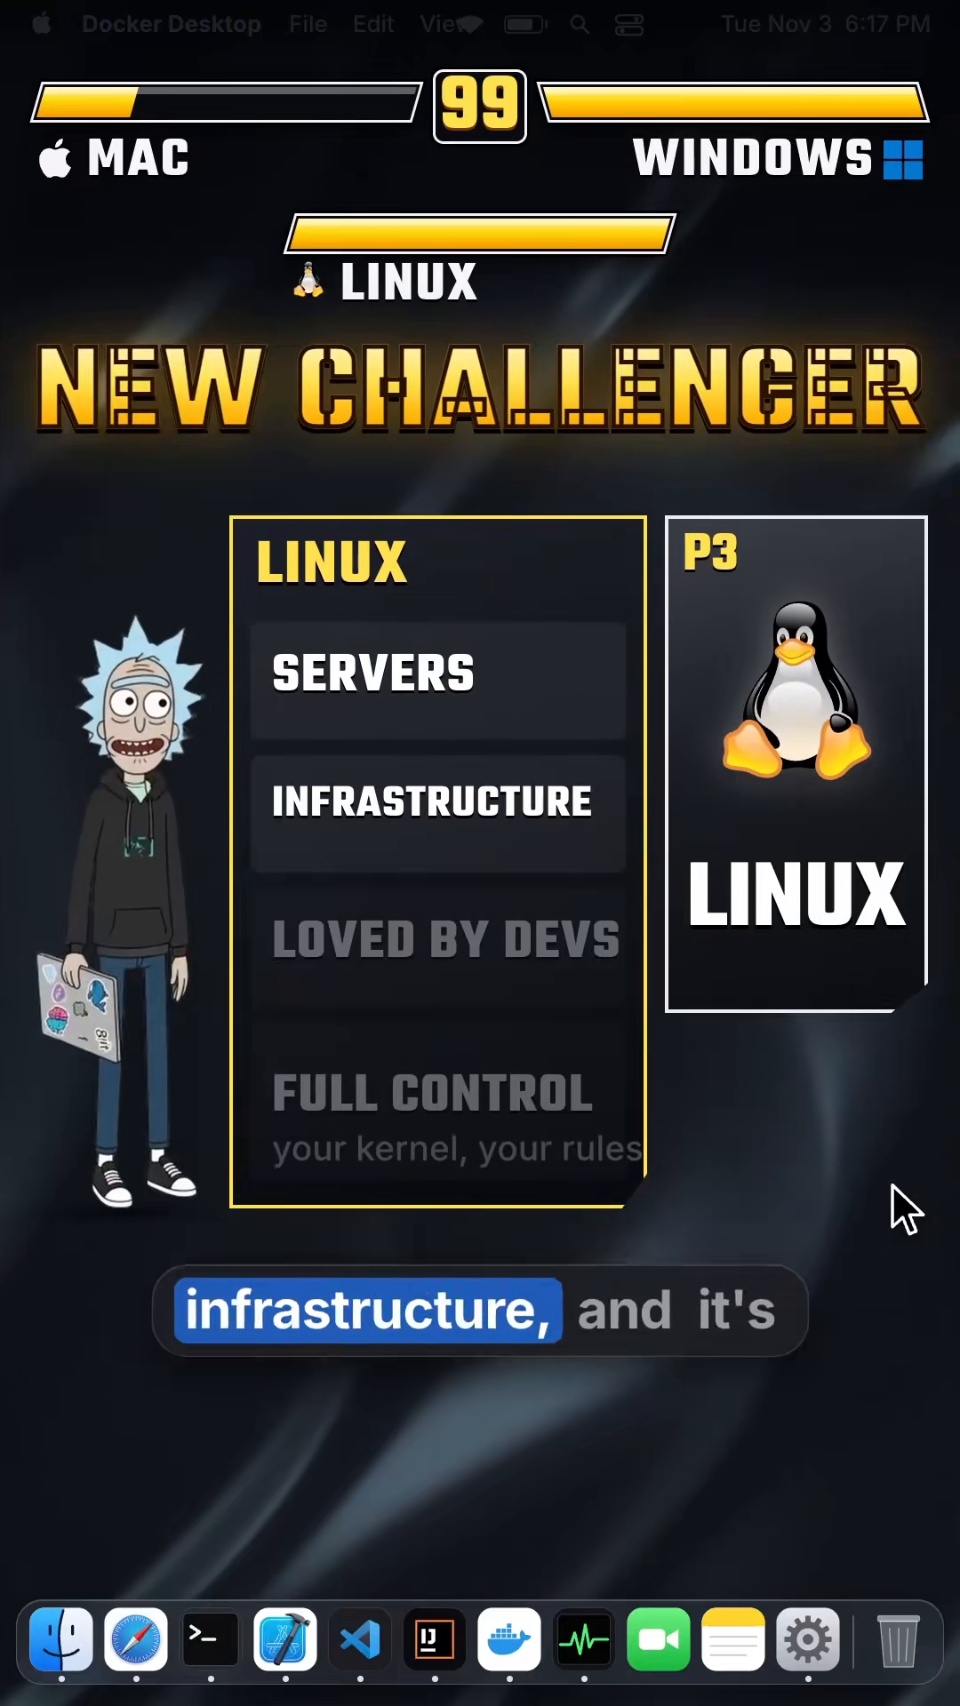 Docker Desktop File Edit View Tue Nov 3 6:17 PM
99
MAC
WINDOWS
LINUX
NEW CHALLENGER
LINUX
SERVERS
INFRASTRUCTURE
LOVED BY DEVS
FULL CONTROL
your kernel, your rules
P3
LINUX
infrastructure, and it's
IJ